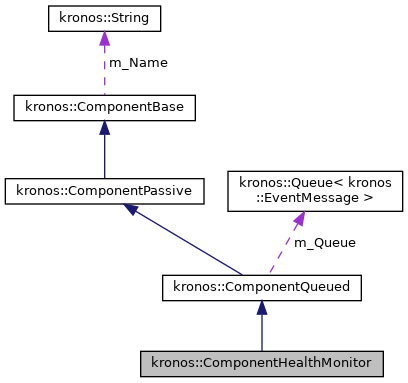 kronos::String
m_Name
kronos::ComponentBase
kronos::ComponentPassive
kronos::Queue< kronos
::EventMessage >
m_Queue
kronos::ComponentQueued
kronos::ComponentHealthMonitor